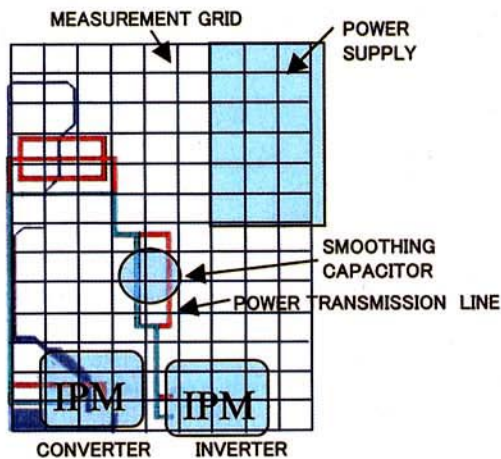 MEASUREMENT GRID
POWER
SUPPLY
SMOOTHING
CAPACITOR
POWER TRANSMISSION LINE
IPM
IPM
CONVERTER
INVERTER